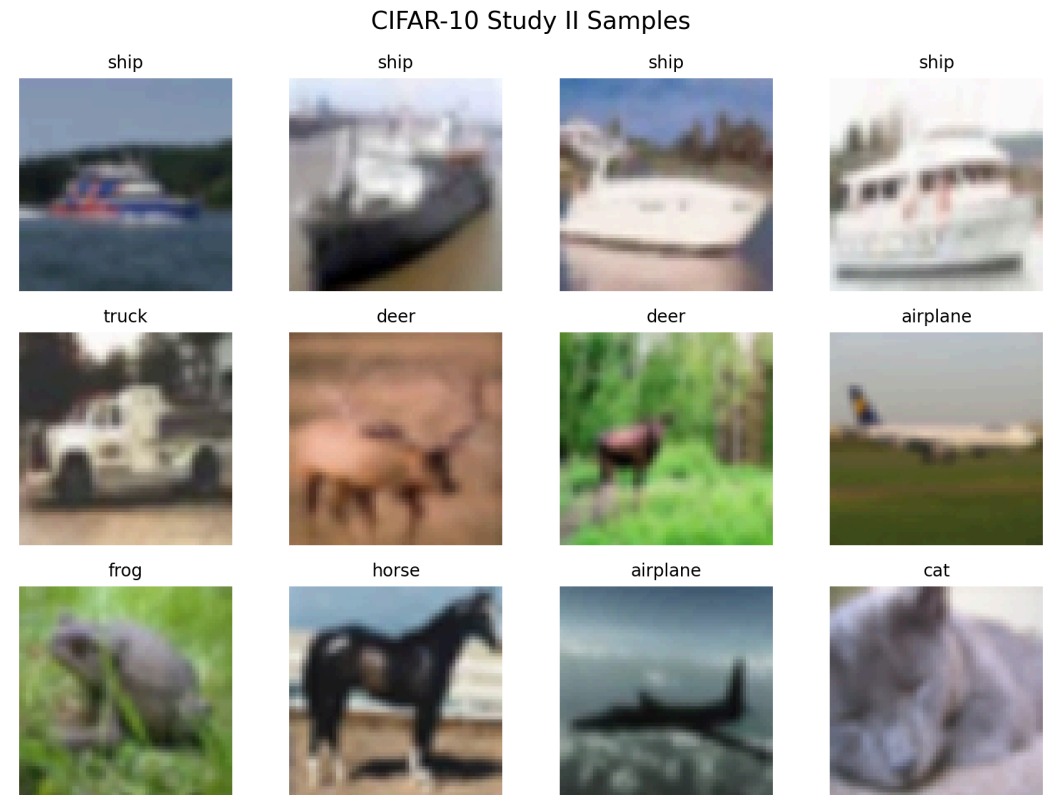 CIFAR-10 Study II Samples
ship ship ship ship
truck deer deer airplane
frog horse airplane cat